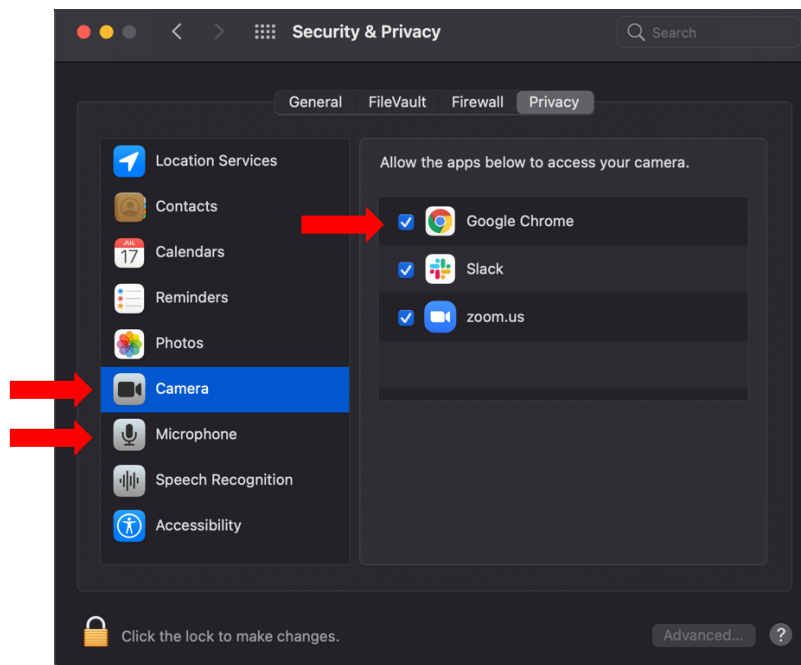 Security & Privacy
Search
General FileVault Firewall Privacy
Location Services
Contacts
JUL
17
Calendars
Reminders
Photos
Camera
Microphone
Speech Recognition
Accessibility
Allow the apps below to access your camera.
Google Chrome
Slack
zoom.us
Click the lock to make changes.
Advanced...
?